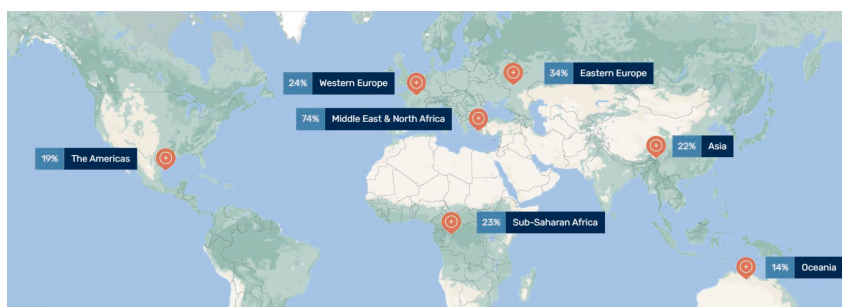 24% Western Europe
34% Eastern Europe
74% Middle East & North Africa
19% The Americas
22% Asia
23% Sub-Saharan Africa
14% Oceania